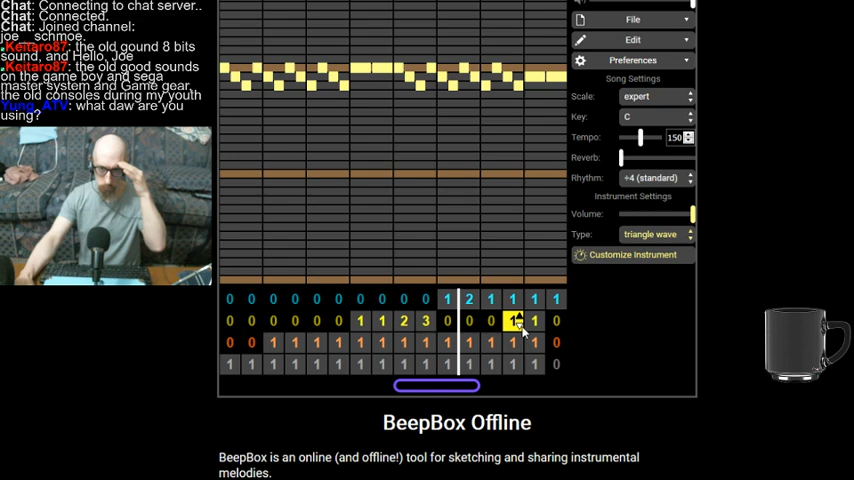 Chat: Connecting to chat server..
Chat: Connected.
Chat: Joined channel:
joe__schmoe.
Keitaro87: the old gound 8 bits
sound, and Hello, Joe
Keitaro87: the old good sounds
on the game boy and sega
master system and Game gear,
the old consoles during my youth
Yung_ATV: what daw are you
using?
File
Edit
Preferences
Song Settings
Scale: expert
Key: C
Tempo: 150
Reverb:
Rhythm: ÷4 (standard)
Instrument Settings
Volume:
Type: triangle wave
Customize Instrument
0 0 0 0 0 0 0 0 0 0 1 2 1 1 1 1
0 0 0 0 0 0 1 1 2 3 0 0 0 1 1 0
0 0 1 1 1 1 1 1 1 1 1 1 1 1 1 0
1 1 1 1 1 1 1 1 1 1 1 1 1 1 1 0
BeepBox Offline
BeepBox is an online (and offline!) tool for sketching and sharing instrumental
melodies.